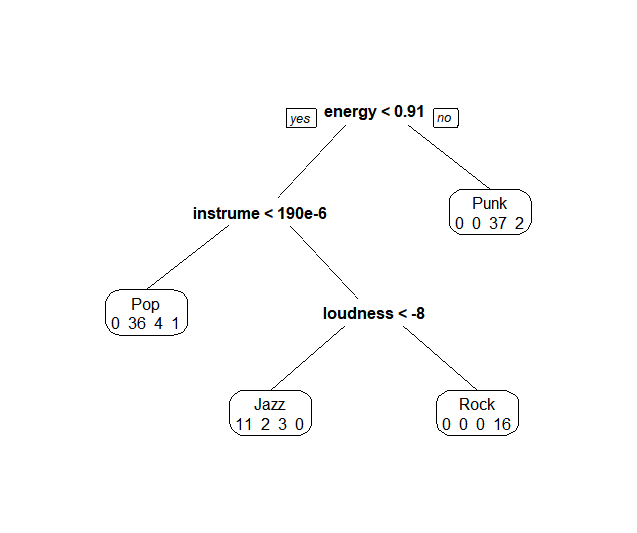 yes energy < 0.91 no
Punk
0 0 37 2
instrume < 190e-6
Pop
0 36 4 1
loudness < -8
Jazz
11 2 3 0
Rock
0 0 0 16